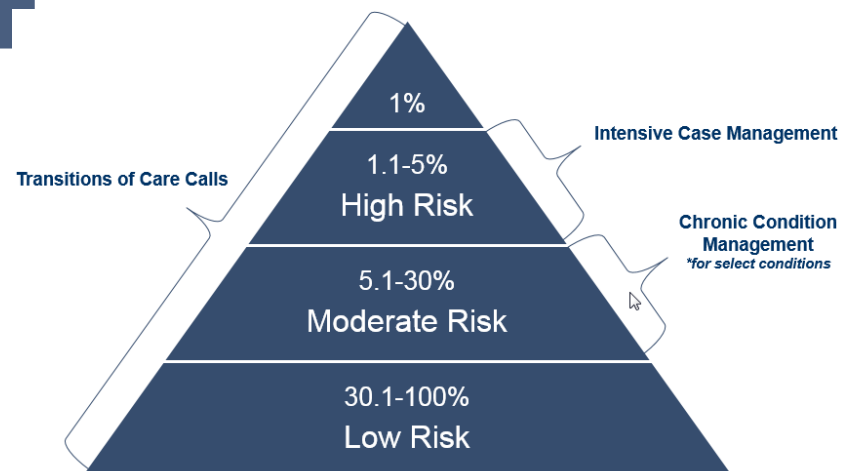 1%
Intensive Case Management
1.1-5%
High Risk
Transitions of Care Calls
Chronic Condition
Management
*for select conditions
5.1-30%
Moderate Risk
30.1-100%
Low Risk